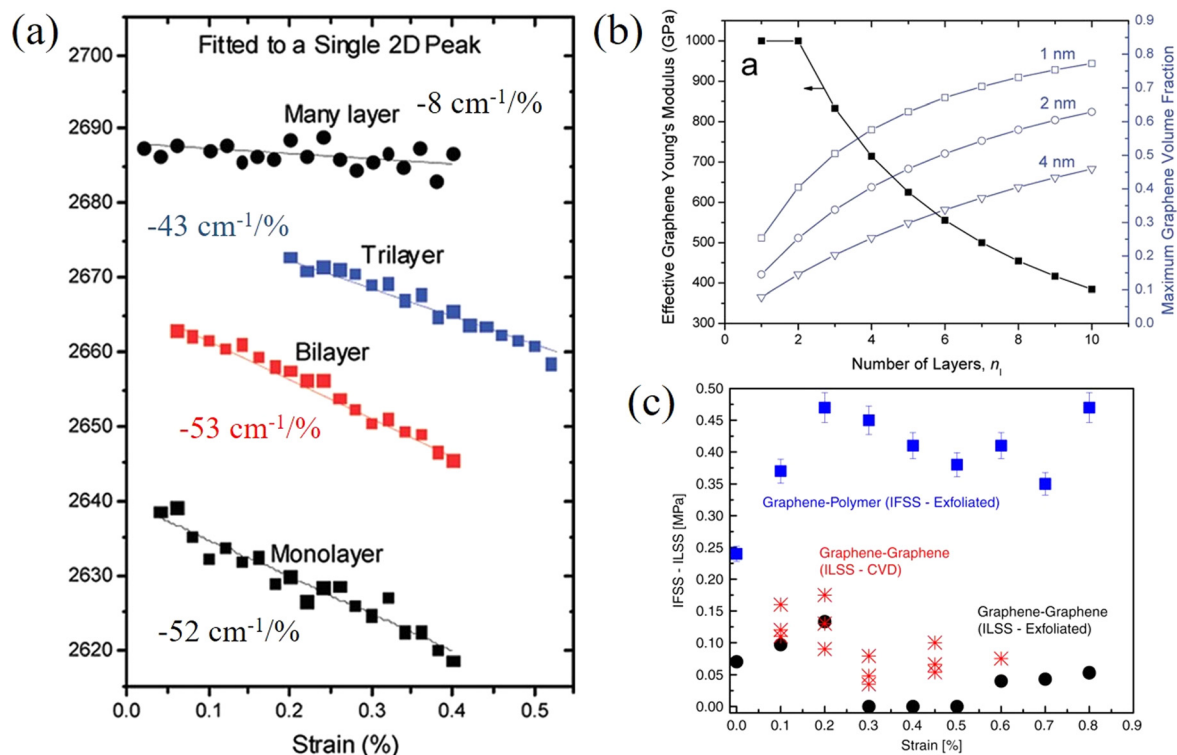 (a)
Fitted to a Single 2D Peak
-8 cm-1/%
Many layer
-43 cm-1/%
Trilayer
Bilayer
-53 cm-1/%
Monolayer
-52 cm-1/%
2700
2690
2680
2670
2660
2650
2640
2630
2620
0.0 0.1 0.2 0.3 0.4 0.5
Strain (%)
(b)
a
1 nm
2 nm
4 nm
Effective Graphene Young's Modulus (GPa)
1000
900
800
700
600
500
400
300
Maximum Graphene Volume Fraction
0.9
0.8
0.7
0.6
0.5
0.4
0.3
0.2
0.1
0.0
0 2 4 6 8 10
Number of Layers, nl
(c)
IFSS - ILSS [MPa]
0.50
0.45
0.40
0.35
0.30
0.25
0.20
0.15
0.10
0.05
0.00
Graphene-Polymer (IFSS - Exfoliated)
Graphene-Graphene
(ILSS - CVD)
Graphene-Graphene
(ILSS - Exfoliated)
0.0 0.1 0.2 0.3 0.4 0.5 0.6 0.7 0.8 0.9
Strain [%]